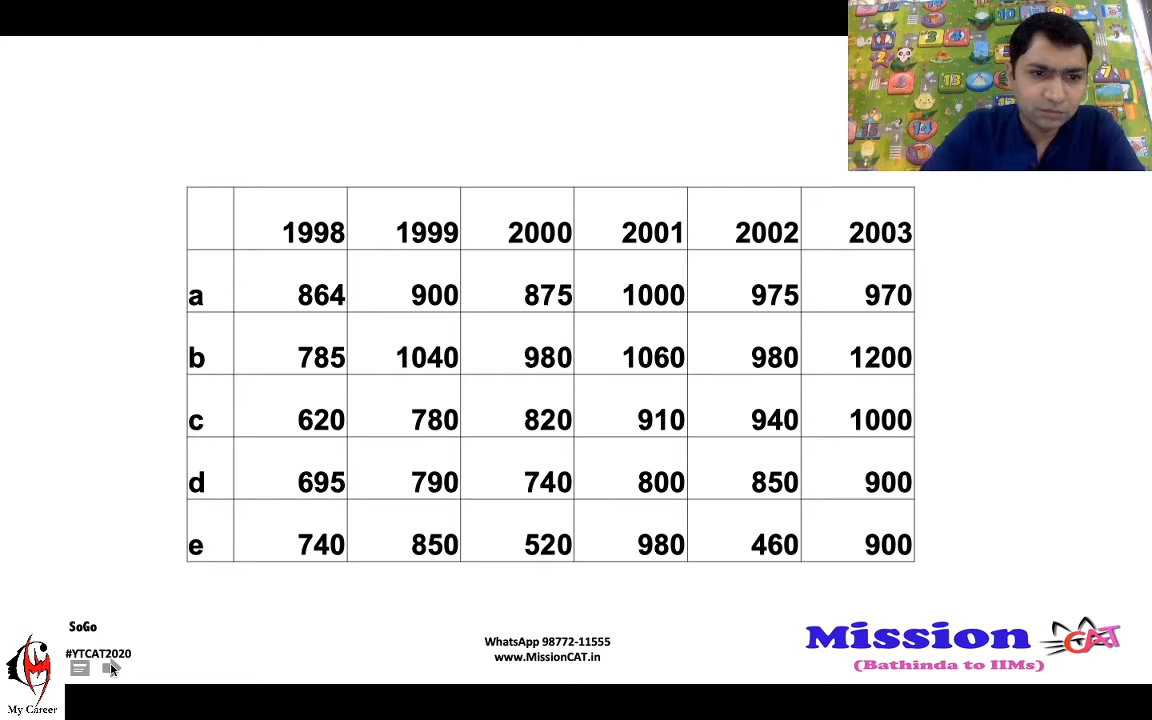 1998 1999 2000 2001 2002 2003
a 864 900 875 1000 975 970
b 785 1040 980 1060 980 1200
c 620 780 820 910 940 1000
d 695 790 740 800 850 900
e 740 850 520 980 460 900
SoGo
#YTCAT2020
My Career
WhatsApp 98772-11555
www.MissionCAT.in
Mission CAT
(Bathinda to IIMs)